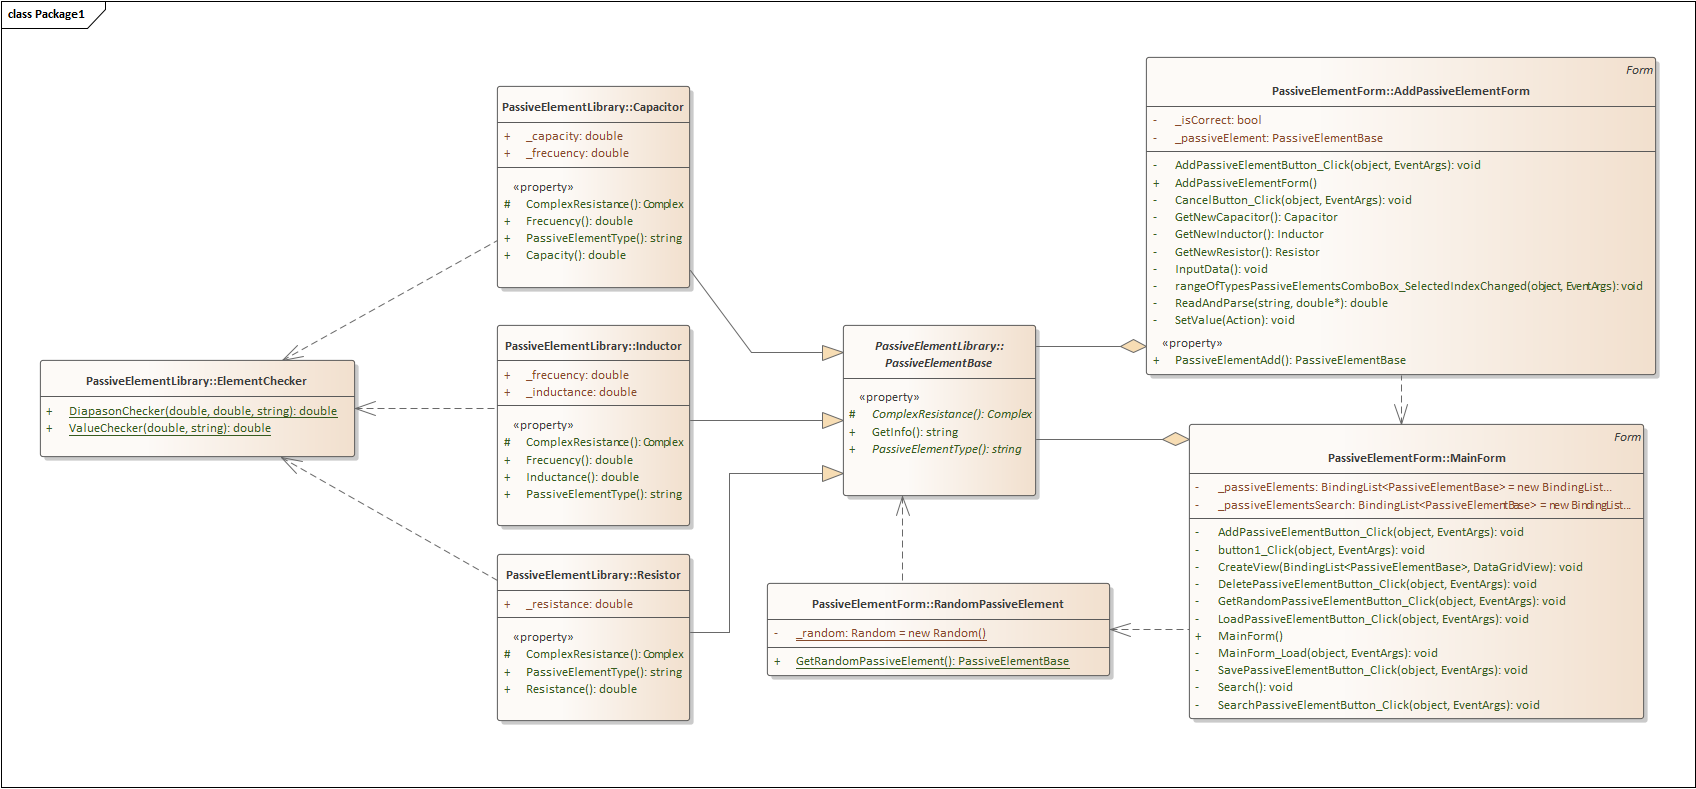 class Package1
PassiveElementLibrary::Capacitor
+ _capacity: double
+ _frecuency: double
«property»
# ComplexResistance(): Complex
+ Frecuency(): double
+ PassiveElementType(): string
+ Capacity(): double
PassiveElementLibrary::Inductor
+ _frecuency: double
+ _inductance: double
«property»
# ComplexResistance(): Complex
+ Frecuency(): double
+ Inductance(): double
+ PassiveElementType(): string
PassiveElementLibrary::ElementChecker
+ DiapasonChecker(double, double, string): double
+ ValueChecker(double, string): double
PassiveElementLibrary::Resistor
+ _resistance: double
«property»
# ComplexResistance(): Complex
+ PassiveElementType(): string
+ Resistance(): double
PassiveElementLibrary::
PassiveElementBase
«property»
# ComplexResistance(): Complex
+ GetInfo(): string
+ PassiveElementType(): string
PassiveElementForm::RandomPassiveElement
- _random: Random = new Random()
+ GetRandomPassiveElement(): PassiveElementBase
Form
PassiveElementForm::AddPassiveElementForm
- _isCorrect: bool
- _passiveElement: PassiveElementBase
- AddPassiveElementButton_Click(object, EventArgs): void
+ AddPassiveElementForm()
- CancelButton_Click(object, EventArgs): void
- GetNewCapacitor(): Capacitor
- GetNewInductor(): Inductor
- GetNewResistor(): Resistor
- InputData(): void
- rangeOfTypesPassiveElementsComboBox_SelectedIndexChanged(object, EventArgs): void
- ReadAndParse(string, double*): double
- SetValue(Action): void
«property»
+ PassiveElementAdd(): PassiveElementBase
Form
PassiveElementForm::MainForm
- _passiveElements: BindingList<PassiveElementBase> = new BindingList...
- _passiveElementsSearch: BindingList<PassiveElementBase> = new BindingList...
- AddPassiveElementButton_Click(object, EventArgs): void
- button1_Click(object, EventArgs): void
- CreateView(BindingList<PassiveElementBase>, DataGridView): void
- DeletePassiveElementButton_Click(object, EventArgs): void
- GetRandomPassiveElementButton_Click(object, EventArgs): void
- LoadPassiveElementButton_Click(object, EventArgs): void
+ MainForm()
- MainForm_Load(object, EventArgs): void
- SavePassiveElementButton_Click(object, EventArgs): void
- Search(): void
- SearchPassiveElementButton_Click(object, EventArgs): void